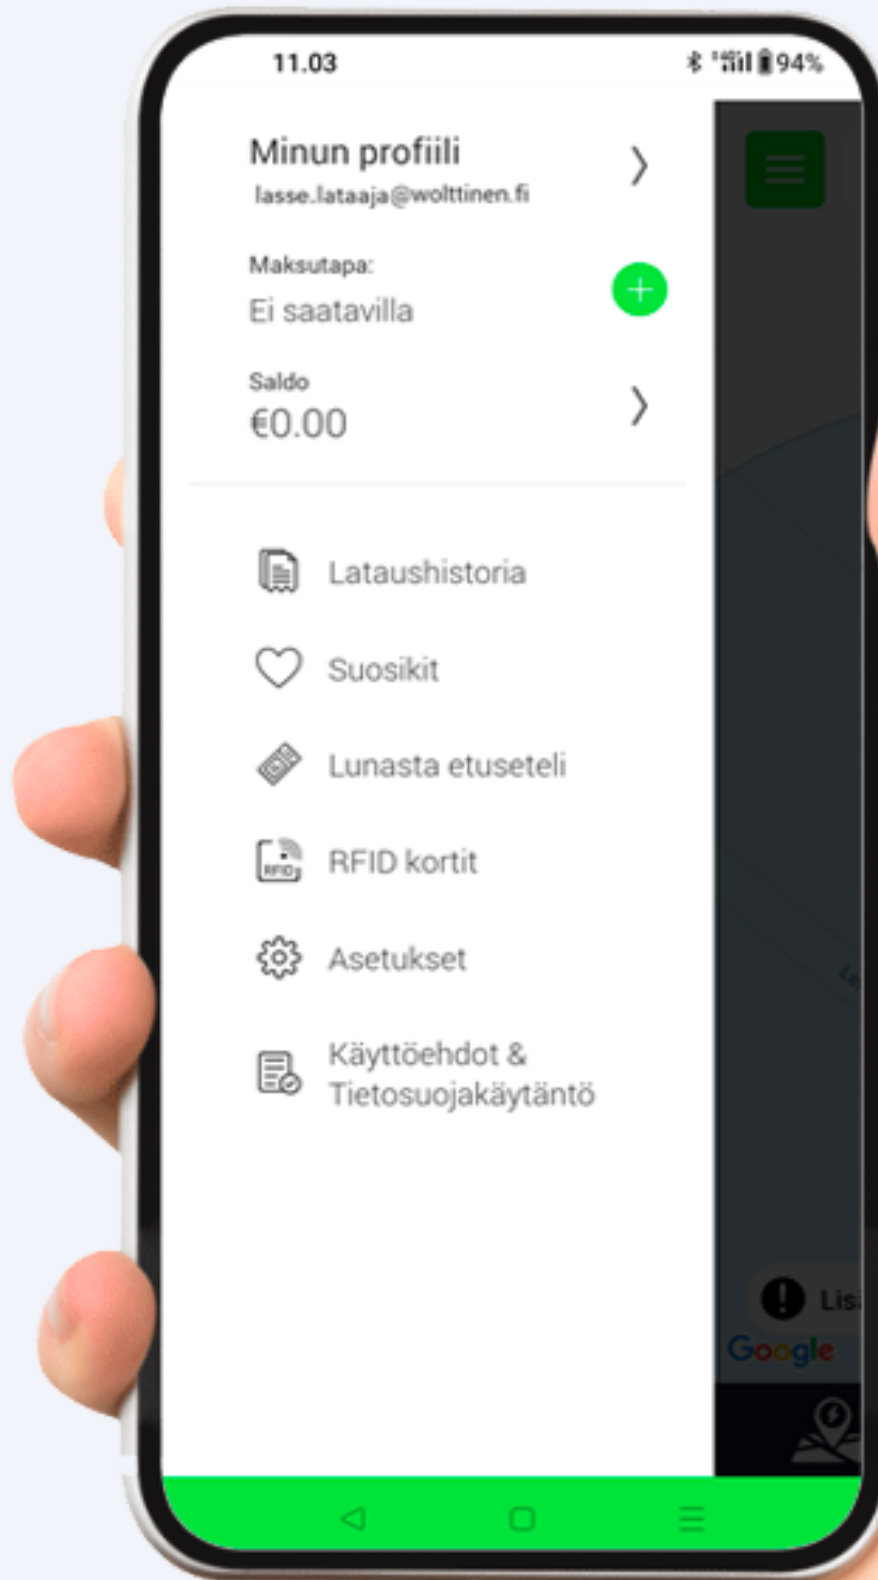 11.03
94%
Minun profiili
lasse.lataaja@wolttinen.fi
Maksutapa:
Ei saatavilla
Saldo
€0.00
Lataushistoria
Suosikit
Lunasta etuseteli
RFID kortit
Asetukset
Käyttöehdot &
Tietosuojakäytäntö
Google